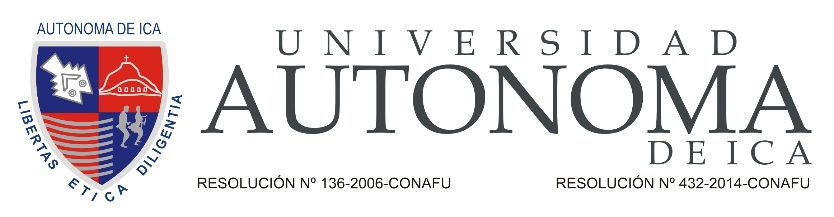 AUTONOMA DE ICA
LIBERTAS ETICA DILIGENTIA
UNIVERSIDAD
AUTONOMA
DE ICA
RESOLUCIÓN Nº 136-2006-CONAFU
RESOLUCIÓN Nº 432-2014-CONAFU